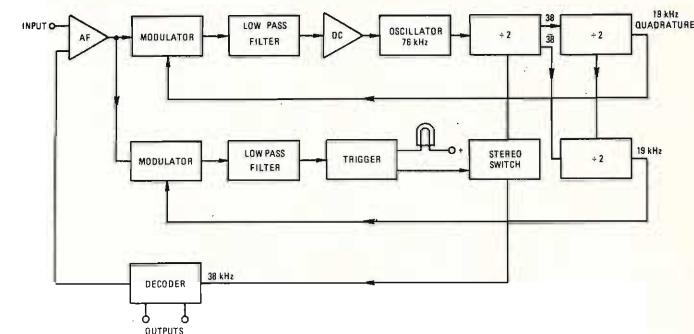 INPUT
AF
MODULATOR
LOW PASS
FILTER
DC
OSCILLATOR
76 kHz
÷ 2
38
38
÷ 2
19 kHz
QUADRATURE
MODULATOR
LOW PASS
FILTER
TRIGGER
+
STEREO
SWITCH
÷ 2
19 kHz
DECODER
38 kHz
OUTPUTS